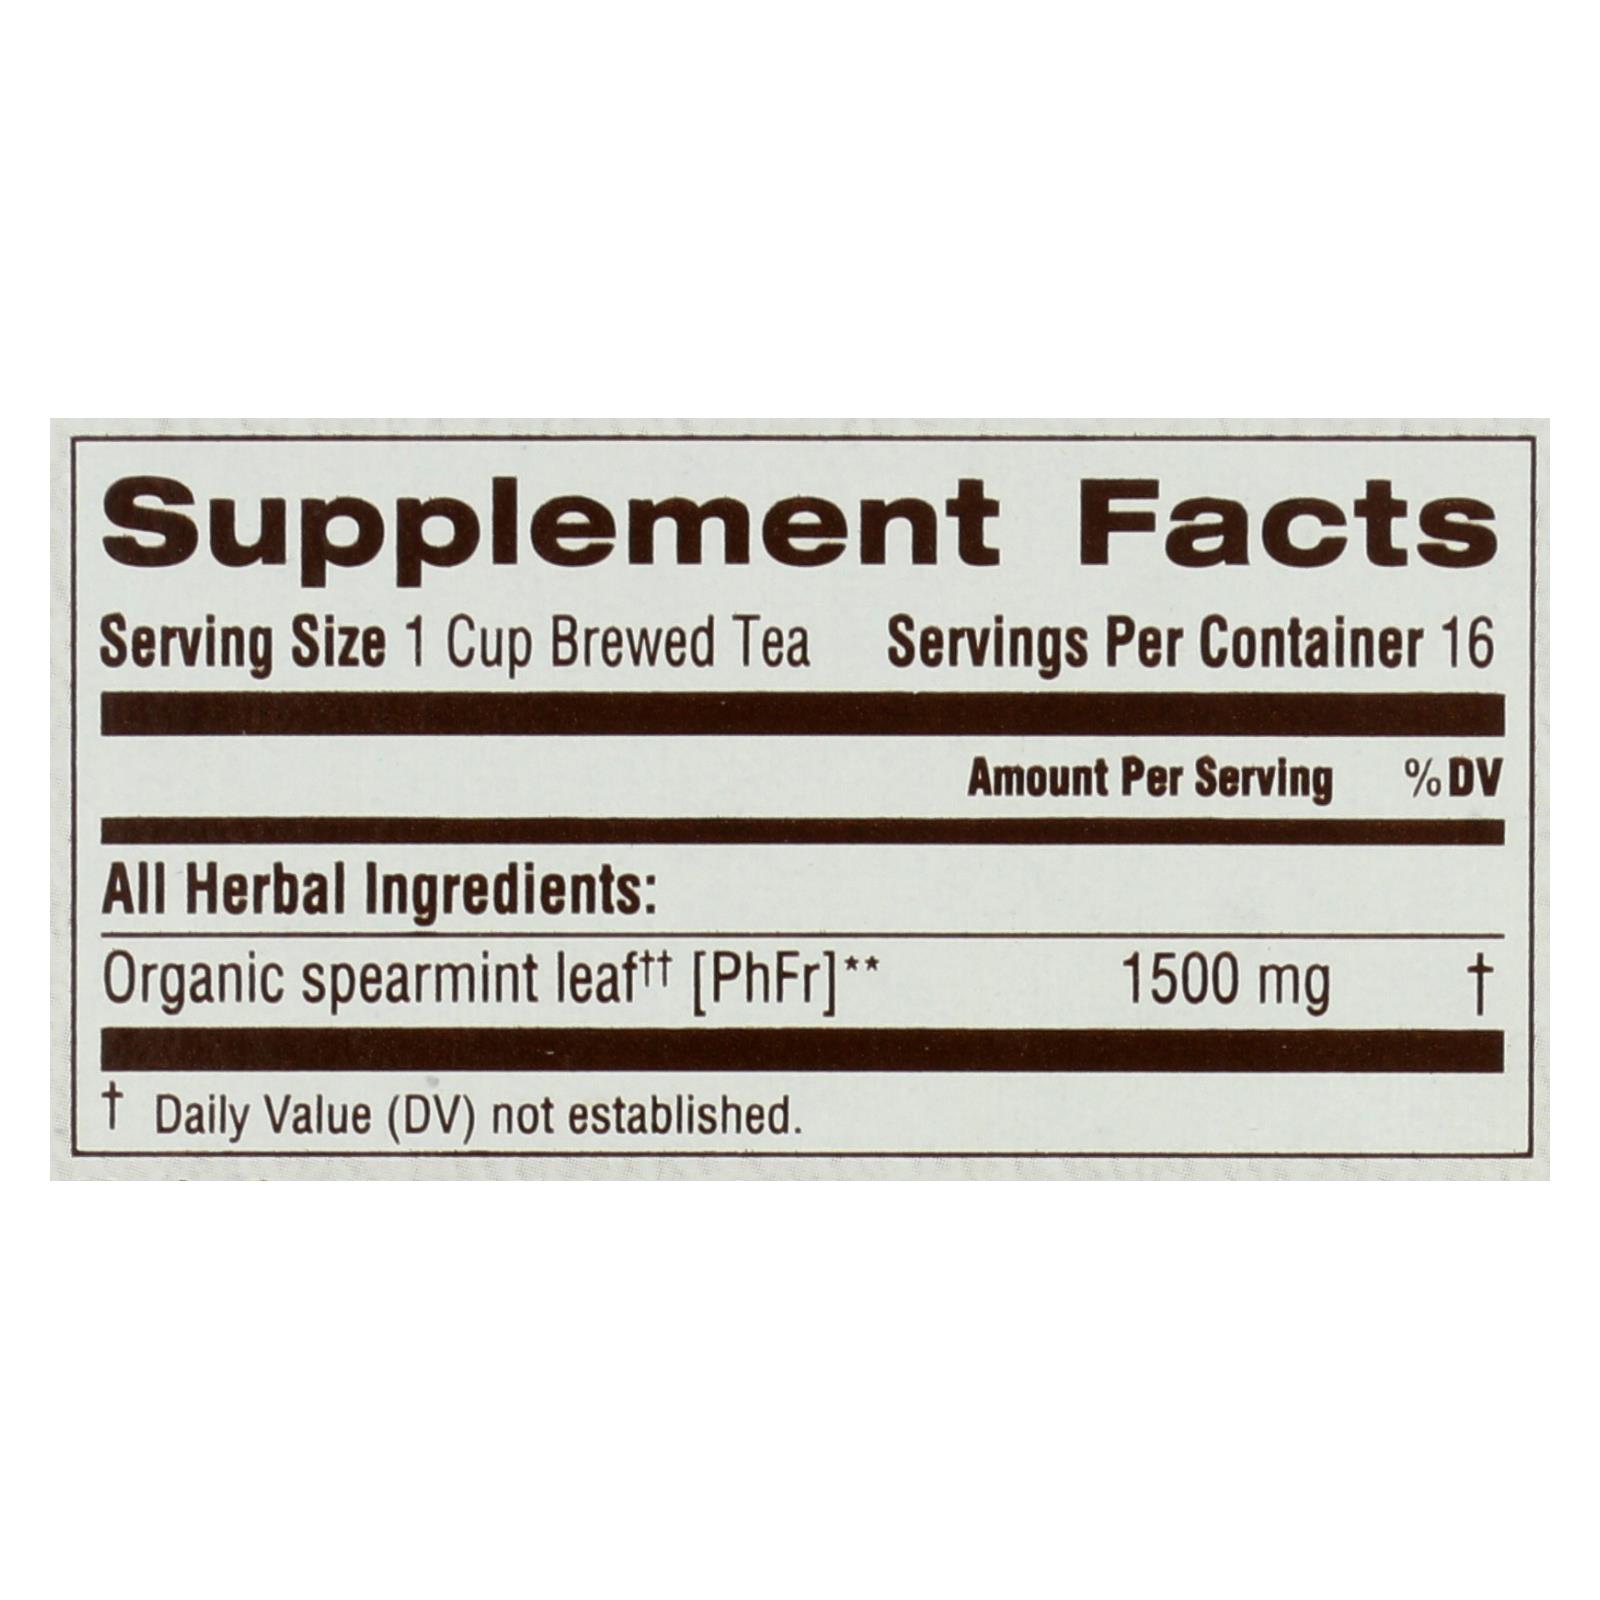 Supplement Facts
Serving Size 1 Cup Brewed Tea Servings Per Container 16
Amount Per Serving %DV
All Herbal Ingredients:
Organic spearmint leaf†† [PhFr]** 1500 mg †
† Daily Value (DV) not established.